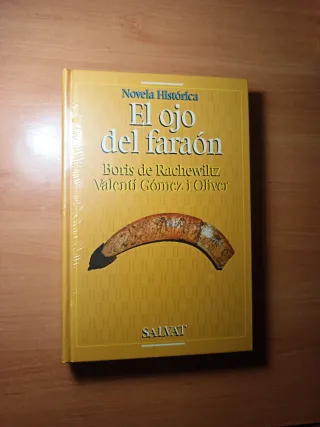 Novela Histórica
El ojo
del faraón
Boris de Rachewiltz
Valentí Gómez i Oliver
SALVAT